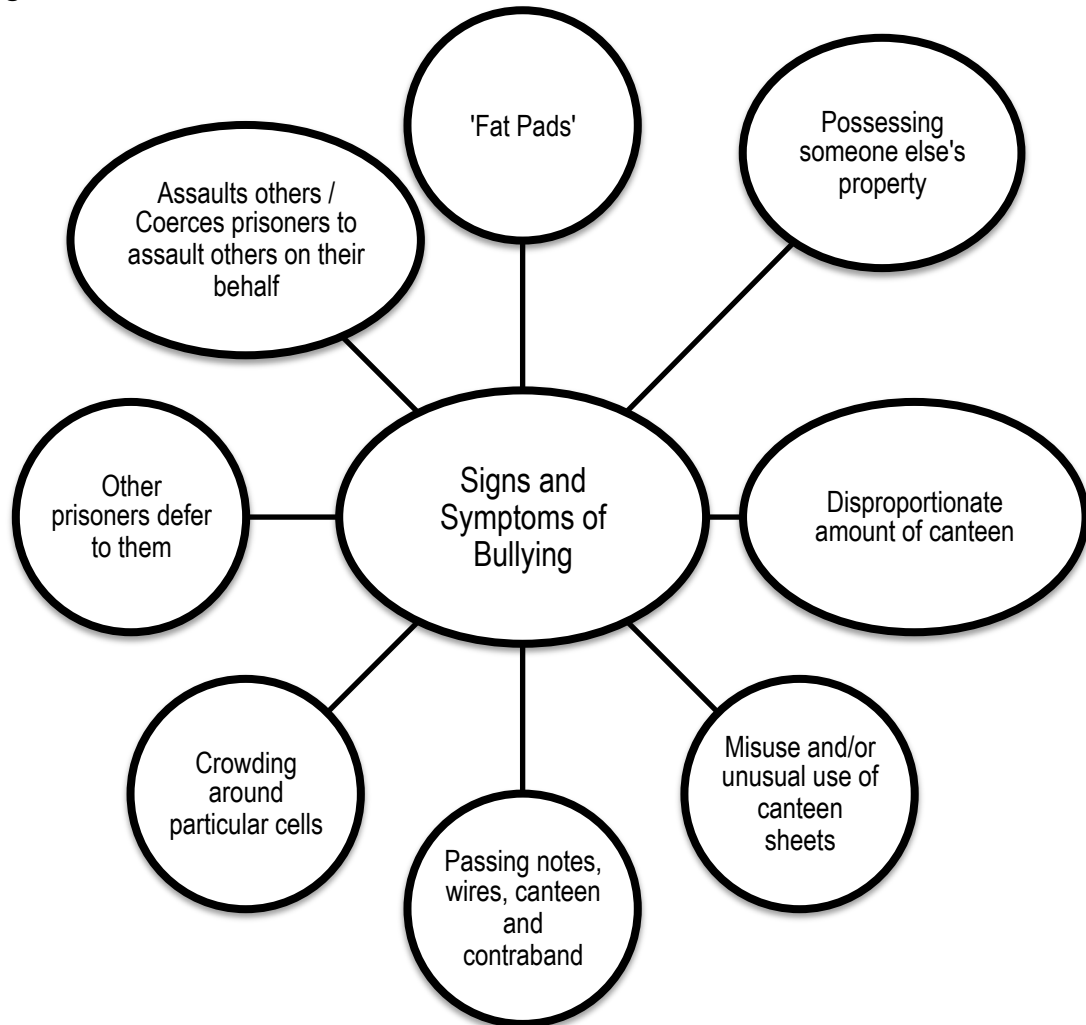 'Fat Pads'
Possessing
someone else's
property
Disproportionate
amount of canteen
Misuse and/or
unusual use of
canteen
sheets
Passing notes,
wires, canteen
and
contraband
Crowding
around
particular cells
Other
prisoners defer
to them
Assaults others /
Coerces prisoners to
assault others on their
behalf
Signs and
Symptoms of
Bullying